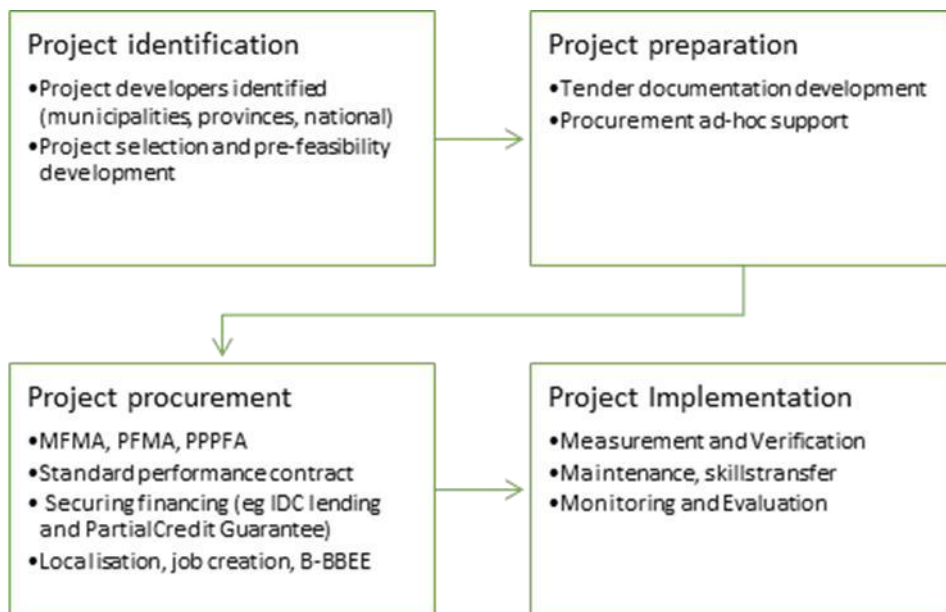 Project identification
•Project developers identified
(municipalities, provinces, national)
•Project selection and pre-feasibility
development
Project preparation
•Tender documentation development
•Procurement ad-hoc support
Project procurement
•MFMA, PFMA, PPPFA
•Standard performance contract
• Securing financing (eg IDC lending
and PartialCredit Guarantee)
•Localisation, job creation, B-BBEE
Project Implementation
•Measurement and Verification
•Maintenance, skillstransfer
•Monitoring and Evaluation